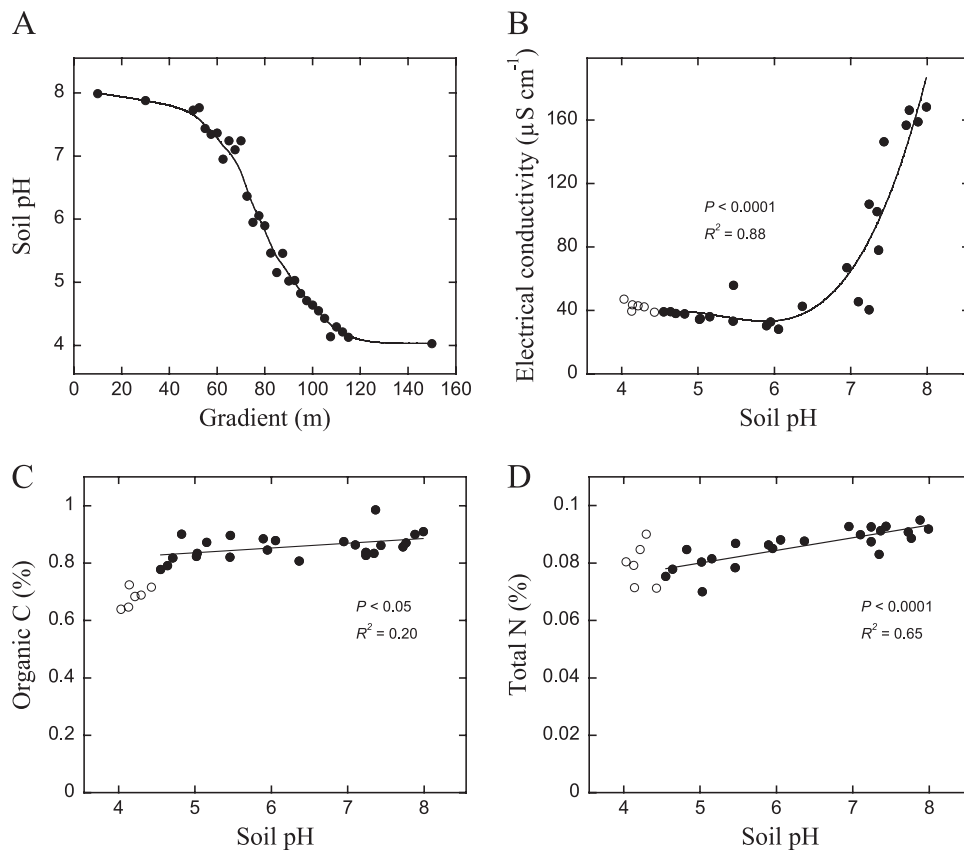 A
Soil pH
8
7
6
5
4
0
20
40
60
80
100
120
140
160
Gradient (m)
B
Electrical conductivity (µS cm⁻¹)
160
120
80
40
0
P < 0.0001
R² = 0.88
4
5
6
7
8
Soil pH
C
Organic C (%)
1
0.8
0.6
0.4
0.2
0
P < 0.05
R² = 0.20
4
5
6
7
8
Soil pH
D
Total N (%)
0.1
0.08
0.06
0.04
0.02
0
P < 0.0001
R² = 0.65
4
5
6
7
8
Soil pH